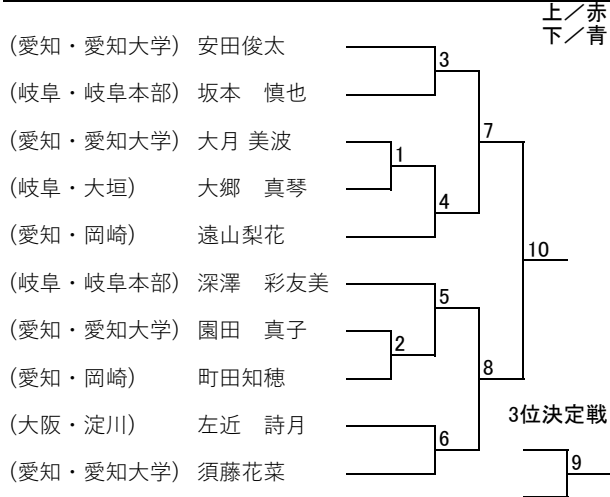 上／赤
下／青
(愛知・愛知大学) 安田俊太
3
(岐阜・岐阜本部) 坂本　慎也
7
(愛知・愛知大学) 大月 美波
1
(岐阜・大垣) 大郷　真琴
4
(愛知・岡崎) 遠山梨花
10
(岐阜・岐阜本部) 深澤　彩友美
5
(愛知・愛知大学) 園田　真子
2
(愛知・岡崎) 町田知穂
8
3位決定戦
(大阪・淀川) 左近　詩月
6
9
(愛知・愛知大学) 須藤花菜